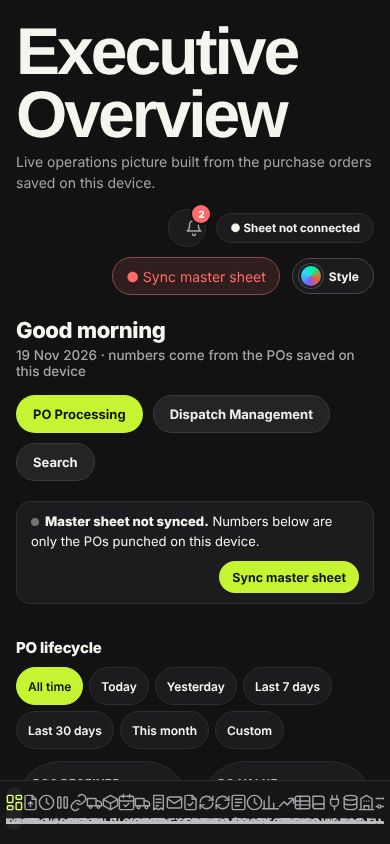 Executive
Overview
Live operations picture built from the purchase orders
saved on this device.
2
Sheet not connected
Sync master sheet
Style
Good morning
19 Nov 2026 · numbers come from the POs saved on
this device
PO Processing
Dispatch Management
Search
Master sheet not synced. Numbers below are
only the POs punched on this device.
Sync master sheet
PO lifecycle
All time
Today
Yesterday
Last 7 days
Last 30 days
This month
Custom